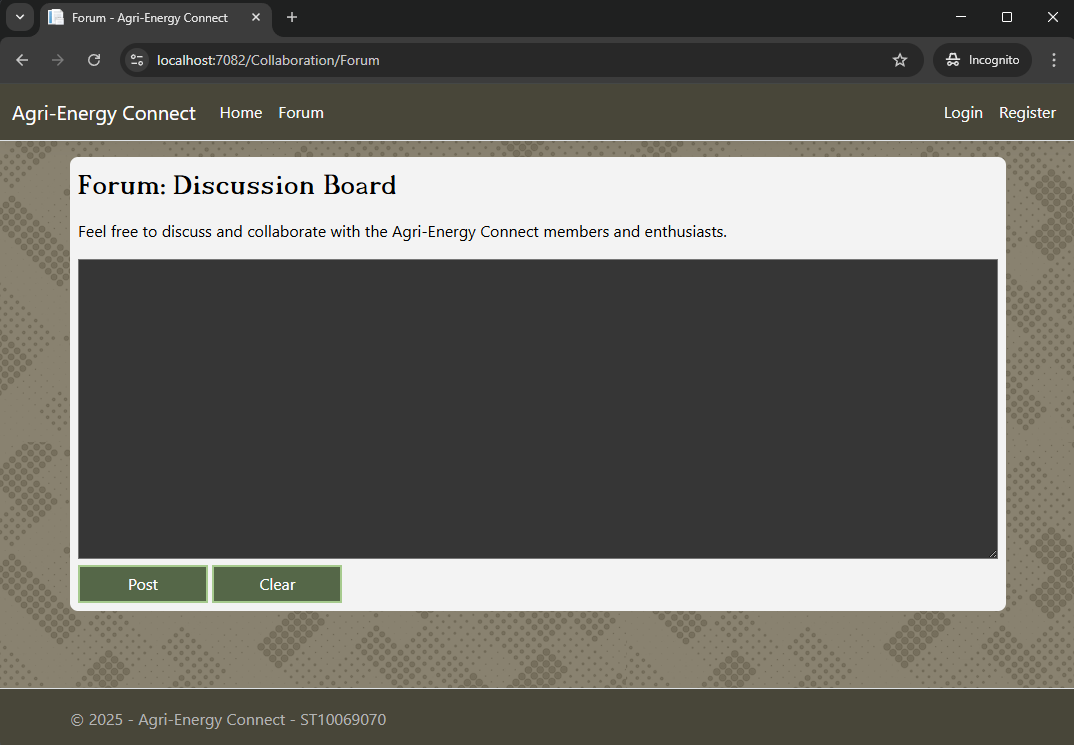 Forum - Agri-Energy Connect
localhost:7082/Collaboration/Forum
Incognito
Agri-Energy Connect Home Forum Login Register
Forum: Discussion Board
Feel free to discuss and collaborate with the Agri-Energy Connect members and enthusiasts.
Post Clear
© 2025 - Agri-Energy Connect - ST10069070